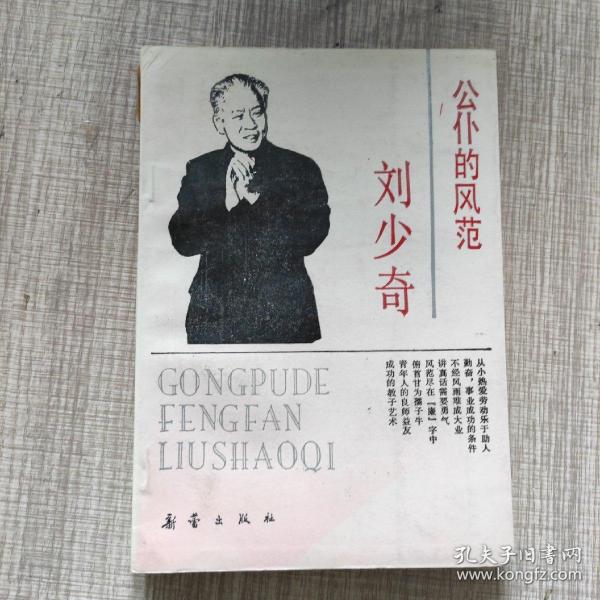 公仆的风范
刘少奇
从小热爱劳动乐于助人
勤奋，事业成功的条件
不经风雨难成大业
讲真话需要勇气
风范尽在『廉』字中
俯首甘为孺子牛
青年人的良师益友
成功的教子艺术
GONGPUDE
FENGFAN
LIUSHAOQI
新蕾出版社
孔夫子旧书网
www.kongfz.com